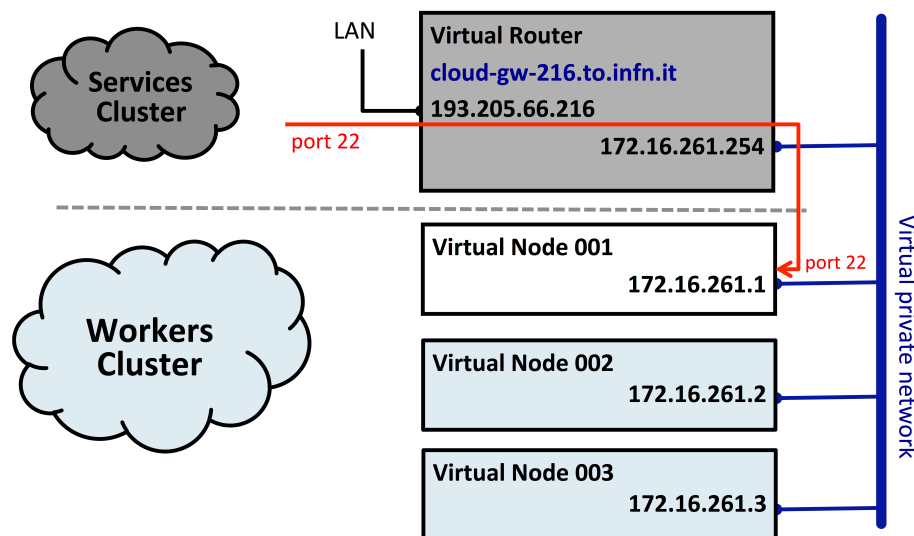 LAN
Services
Cluster
Virtual Router
cloud-gw-216.to.infn.it
193.205.66.216
port 22
172.16.261.254
Virtual Node 001
port 22
172.16.261.1
Workers
Cluster
Virtual Node 002
172.16.261.2
Virtual Node 003
172.16.261.3
Virtual private network